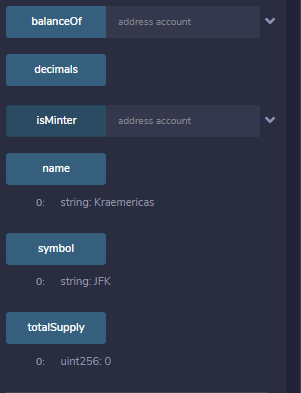 balanceOf address account
decimals
isMinter address account
name
0: string: Kraemericas
symbol
0: string: JFK
totalSupply
0: uint256: 0